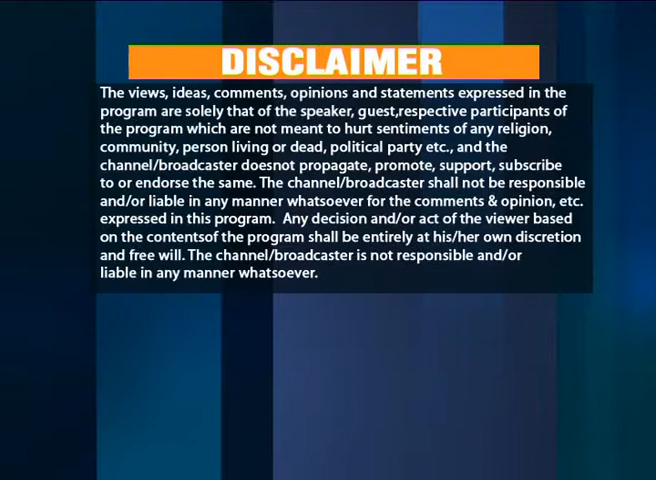 DISCLAIMER
The views, ideas, comments, opinions and statements expressed in the
program are solely that of the speaker, guest,respective participants of
the program which are not meant to hurt sentiments of any religion,
community, person living or dead, political party etc., and the
channel/broadcaster doesnot propagate, promote, support, subscribe
to or endorse the same. The channel/broadcaster shall not be responsible
and/or liable in any manner whatsoever for the comments & opinion, etc.
expressed in this program.  Any decision and/or act of the viewer based
on the contentsof the program shall be entirely at his/her own discretion
and free will. The channel/broadcaster is not responsible and/or
liable in any manner whatsoever.